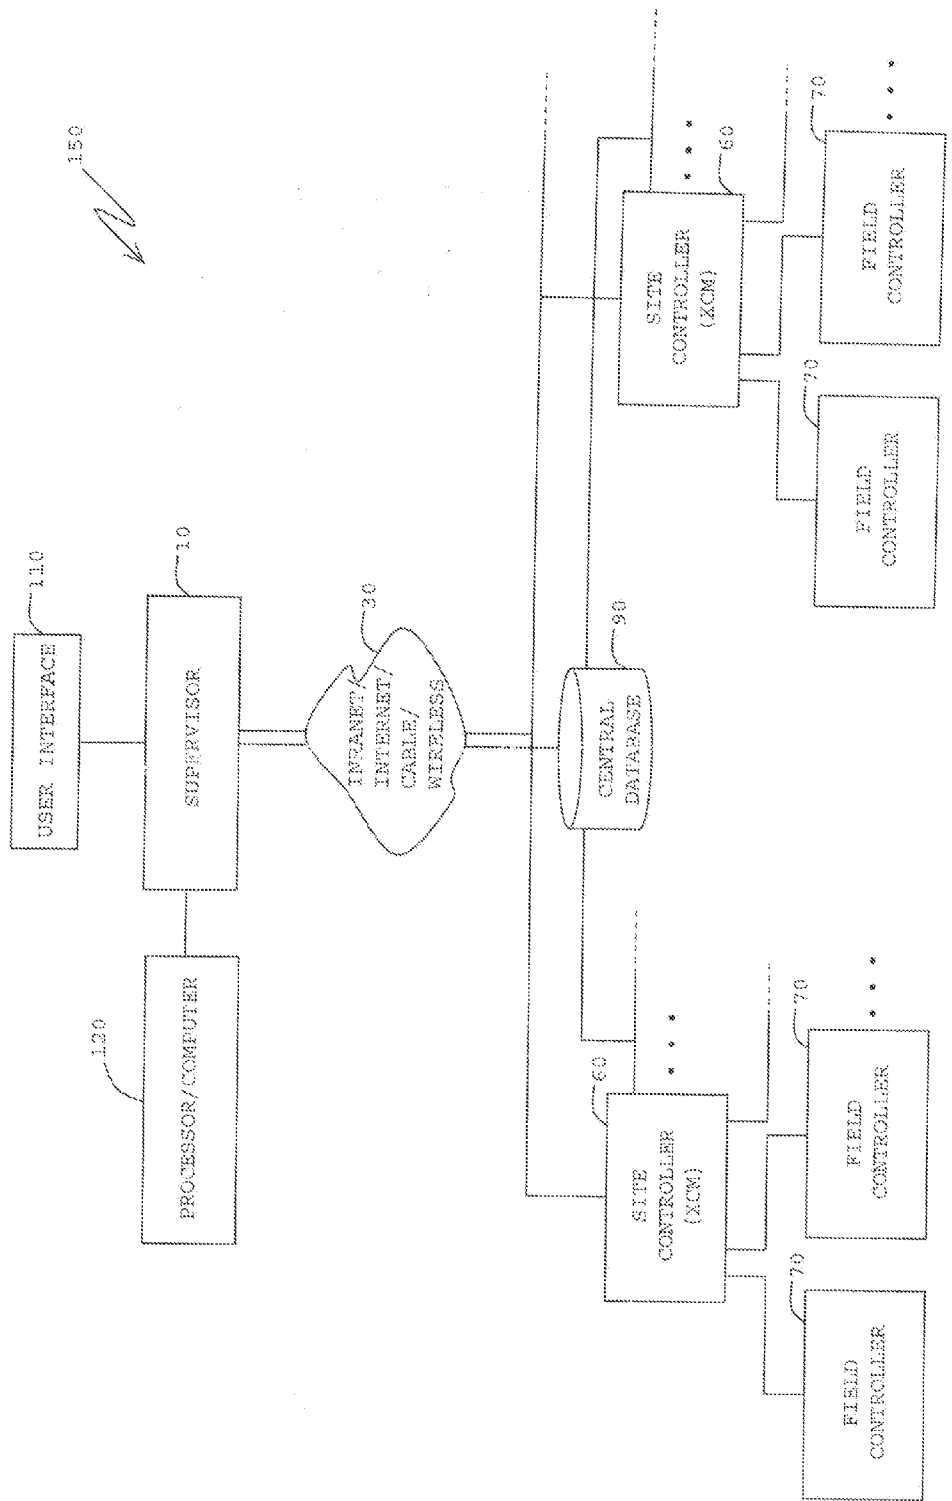 150
110
USER INTERFACE
10
SUPERVISOR
120
PROCESSOR/COMPUTER
30
INTRANET/
INTERNET/
CABLE/
WIRELESS
90
CENTRAL
DATABASE
60
SITE
CONTROLLER
(XCM)
60
SITE
CONTROLLER
(XCM)
70
FIELD
CONTROLLER
70
FIELD
CONTROLLER
70
FIELD
CONTROLLER
70
FIELD
CONTROLLER